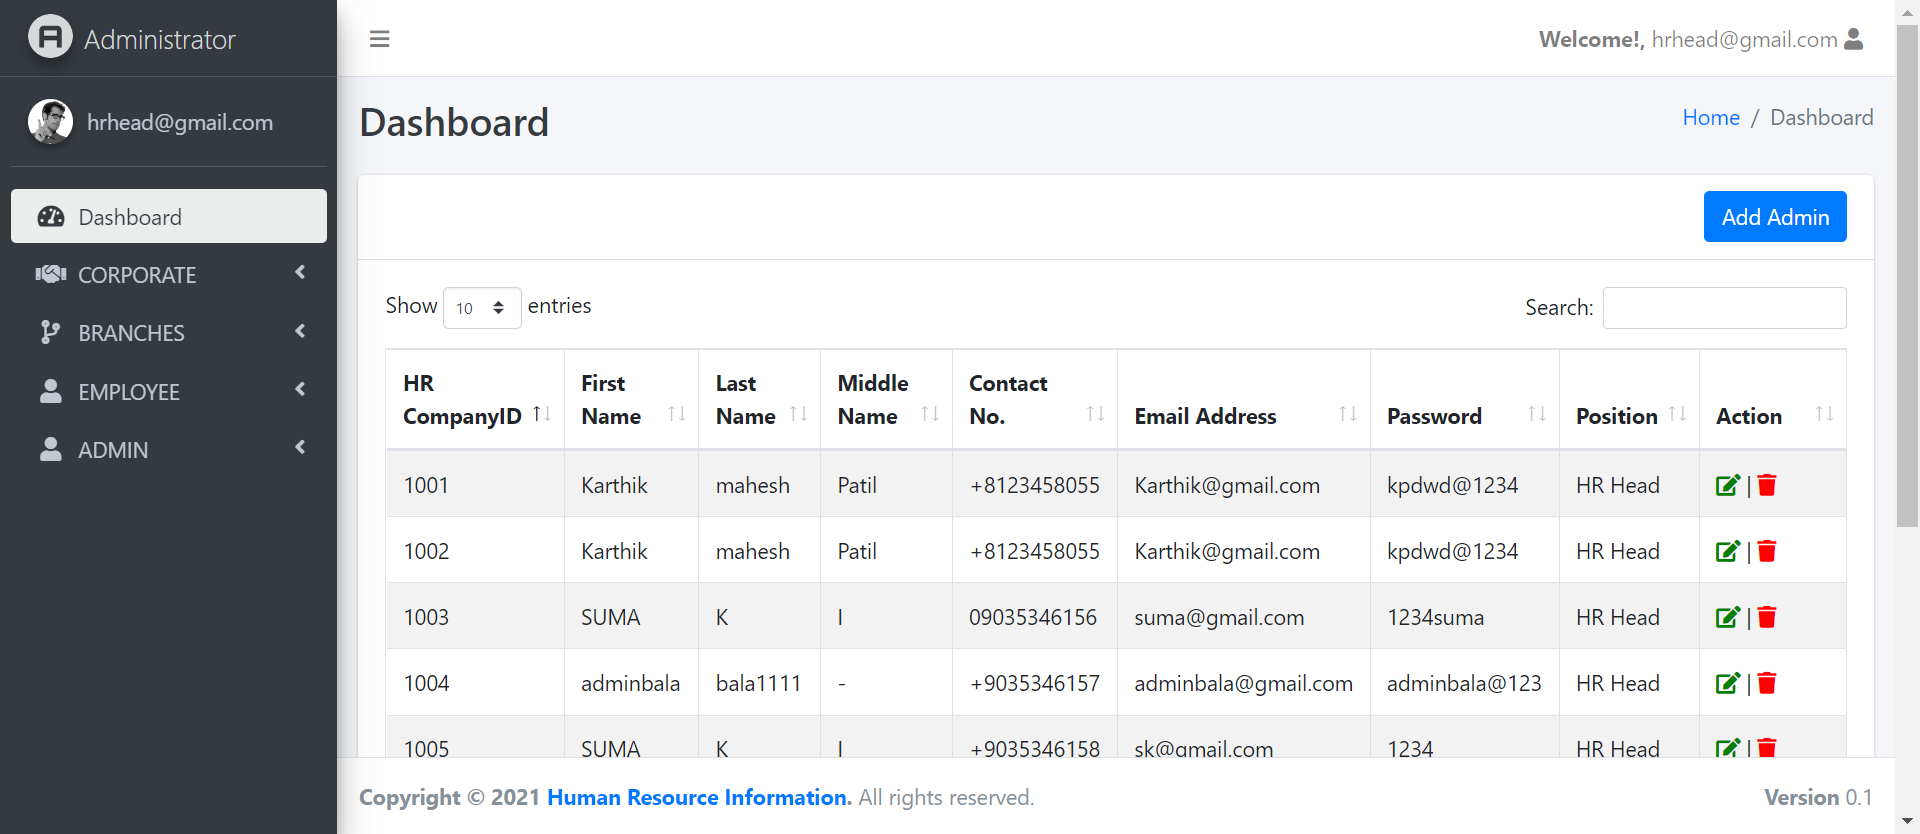 Administrator
Welcome!, hrhead@gmail.com
hrhead@gmail.com
Dashboard
Home / Dashboard
Dashboard
CORPORATE
BRANCHES
EMPLOYEE
ADMIN
Add Admin
Show 10 entries
Search:
HR CompanyID First Name Last Name Middle Name Contact No. Email Address Password Position Action
1001 Karthik mahesh Patil +8123458055 Karthik@gmail.com kpdwd@1234 HR Head |
1002 Karthik mahesh Patil +8123458055 Karthik@gmail.com kpdwd@1234 HR Head |
1003 SUMA K I 09035346156 suma@gmail.com 1234suma HR Head |
1004 adminbala bala1111 - +9035346157 adminbala@gmail.com adminbala@123 HR Head |
1005 SUMA K I +9035346158 sk@gmail.com 1234 HR Head |
Copyright © 2021 Human Resource Information. All rights reserved.
Version 0.1